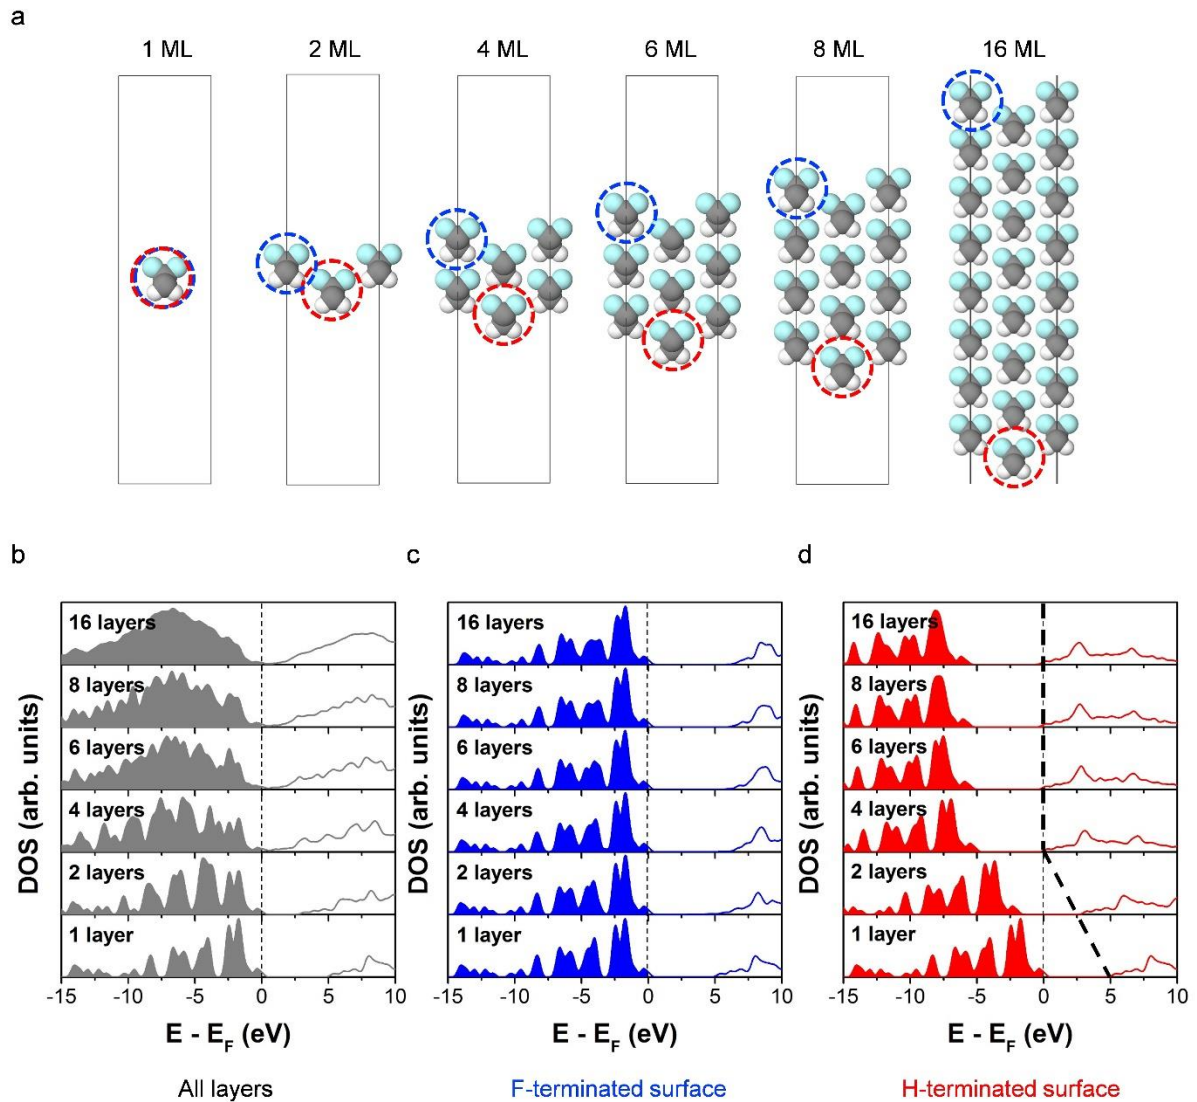 a
1 ML 2 ML 4 ML 6 ML 8 ML 16 ML
b
DOS (arb. units)
16 layers
8 layers
6 layers
4 layers
2 layers
1 layer
-15 -10 -5 0 5 10
E - E_F (eV)
All layers
c
DOS (arb. units)
16 layers
8 layers
6 layers
4 layers
2 layers
1 layer
-15 -10 -5 0 5 10
E - E_F (eV)
F-terminated surface
d
DOS (arb. units)
16 layers
8 layers
6 layers
4 layers
2 layers
1 layer
-15 -10 -5 0 5 10
E - E_F (eV)
H-terminated surface